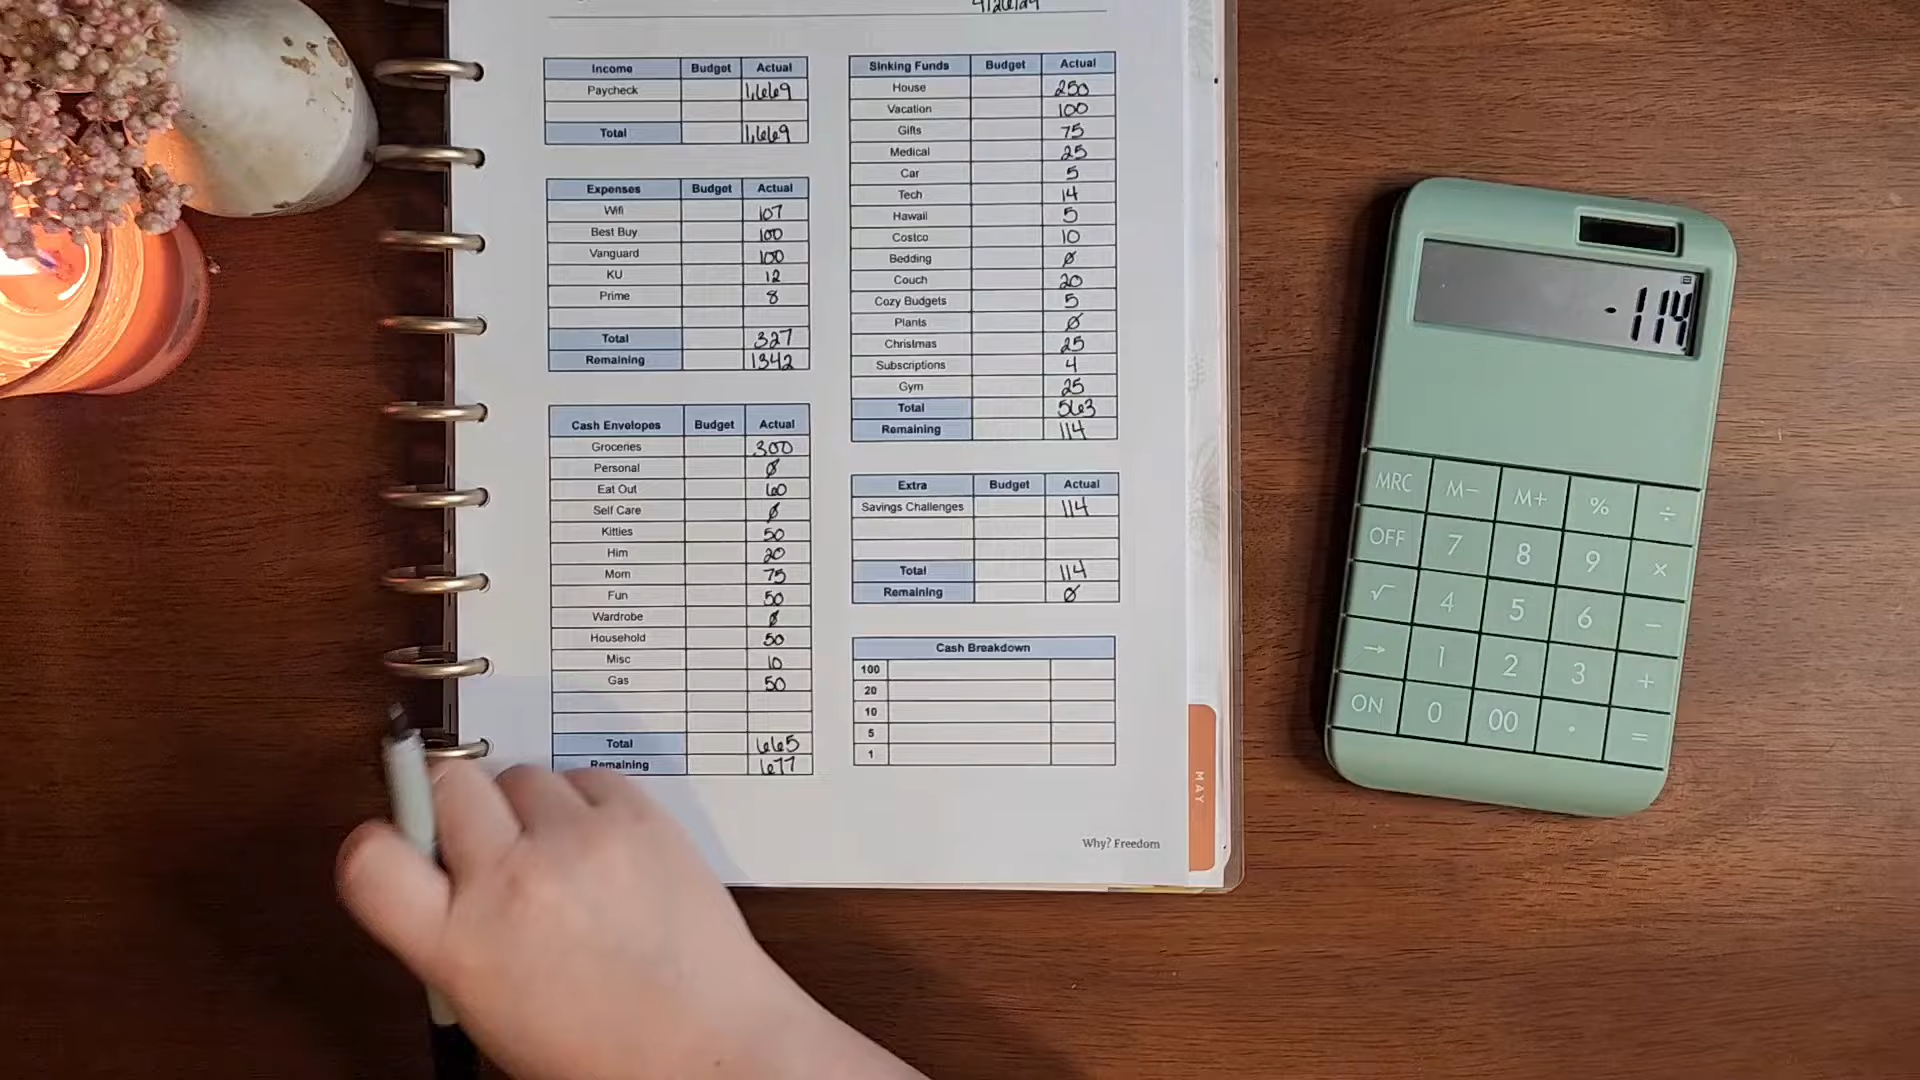 4/26/24
Income Budget Actual
Paycheck 1,669
Total 1,669
Expenses Budget Actual
Wifi 107
Best Buy 100
Vanguard 100
KU 12
Prime 8
Total 327
Remaining 1342
Cash Envelopes Budget Actual
Groceries 300
Personal Ø
Eat Out 60
Self Care Ø
Kitties 50
Him 20
Mom 75
Fun 50
Wardrobe Ø
Household 50
Misc 10
Gas 50
Total 665
Remaining 677
Sinking Funds Budget Actual
House 250
Vacation 100
Gifts 75
Medical 25
Car 5
Tech 14
Hawaii 5
Costco 10
Bedding Ø
Couch 20
Cozy Budgets 5
Plants Ø
Christmas 25
Subscriptions 4
Gym 25
Total 563
Remaining 114
Extra Budget Actual
Savings Challenges 114
Total 114
Remaining Ø
Cash Breakdown
100
20
10
5
1
Why? Freedom
MAY
-114
MRC M- M+ % ÷
OFF 7 8 9 ×
√ 4 5 6 −
→ 1 2 3 +
ON 0 00 . =